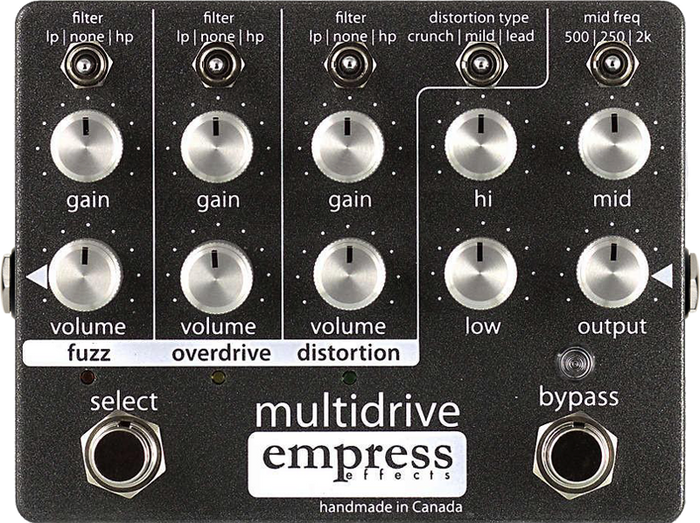 filter filter filter distortion type mid freq
lp | none | hp lp | none | hp lp | none | hp crunch | mild | lead 500 | 250 | 2k
gain gain gain hi mid
volume volume volume low output
fuzz overdrive distortion
select multidrive bypass
empress
effects
handmade in Canada